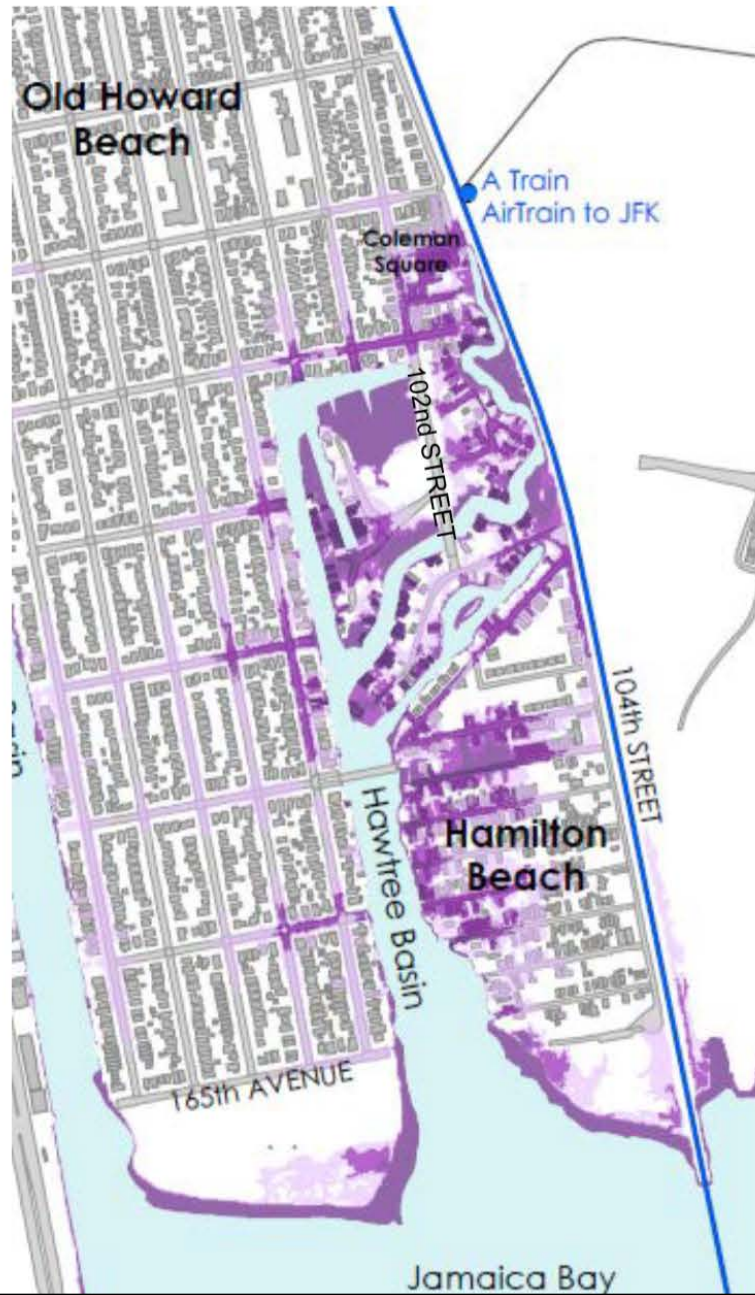 Old Howard
Beach
A Train
AirTrain to JFK
Coleman
Square
102nd STREET
104th STREET
Hawtree Basin
Hamilton
Beach
165th AVENUE
Jamaica Bay